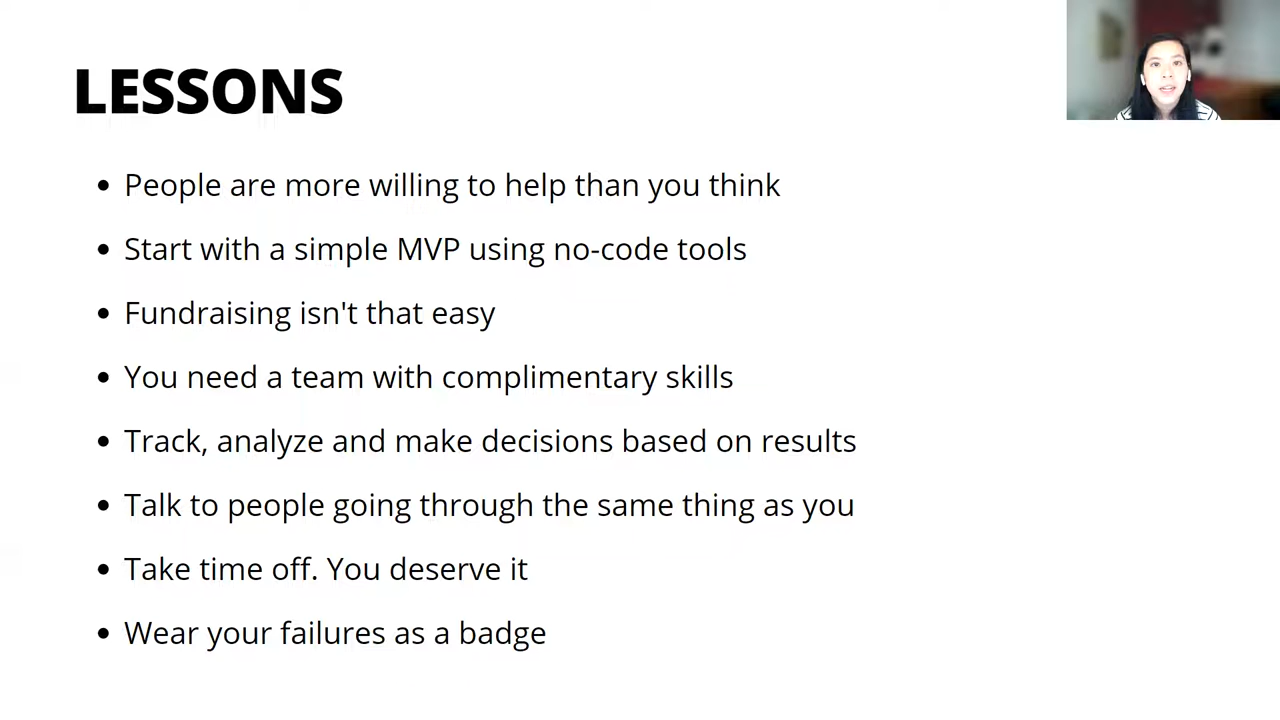 LESSONS
People are more willing to help than you think
Start with a simple MVP using no-code tools
Fundraising isn't that easy
You need a team with complimentary skills
Track, analyze and make decisions based on results
Talk to people going through the same thing as you
Take time off. You deserve it
Wear your failures as a badge